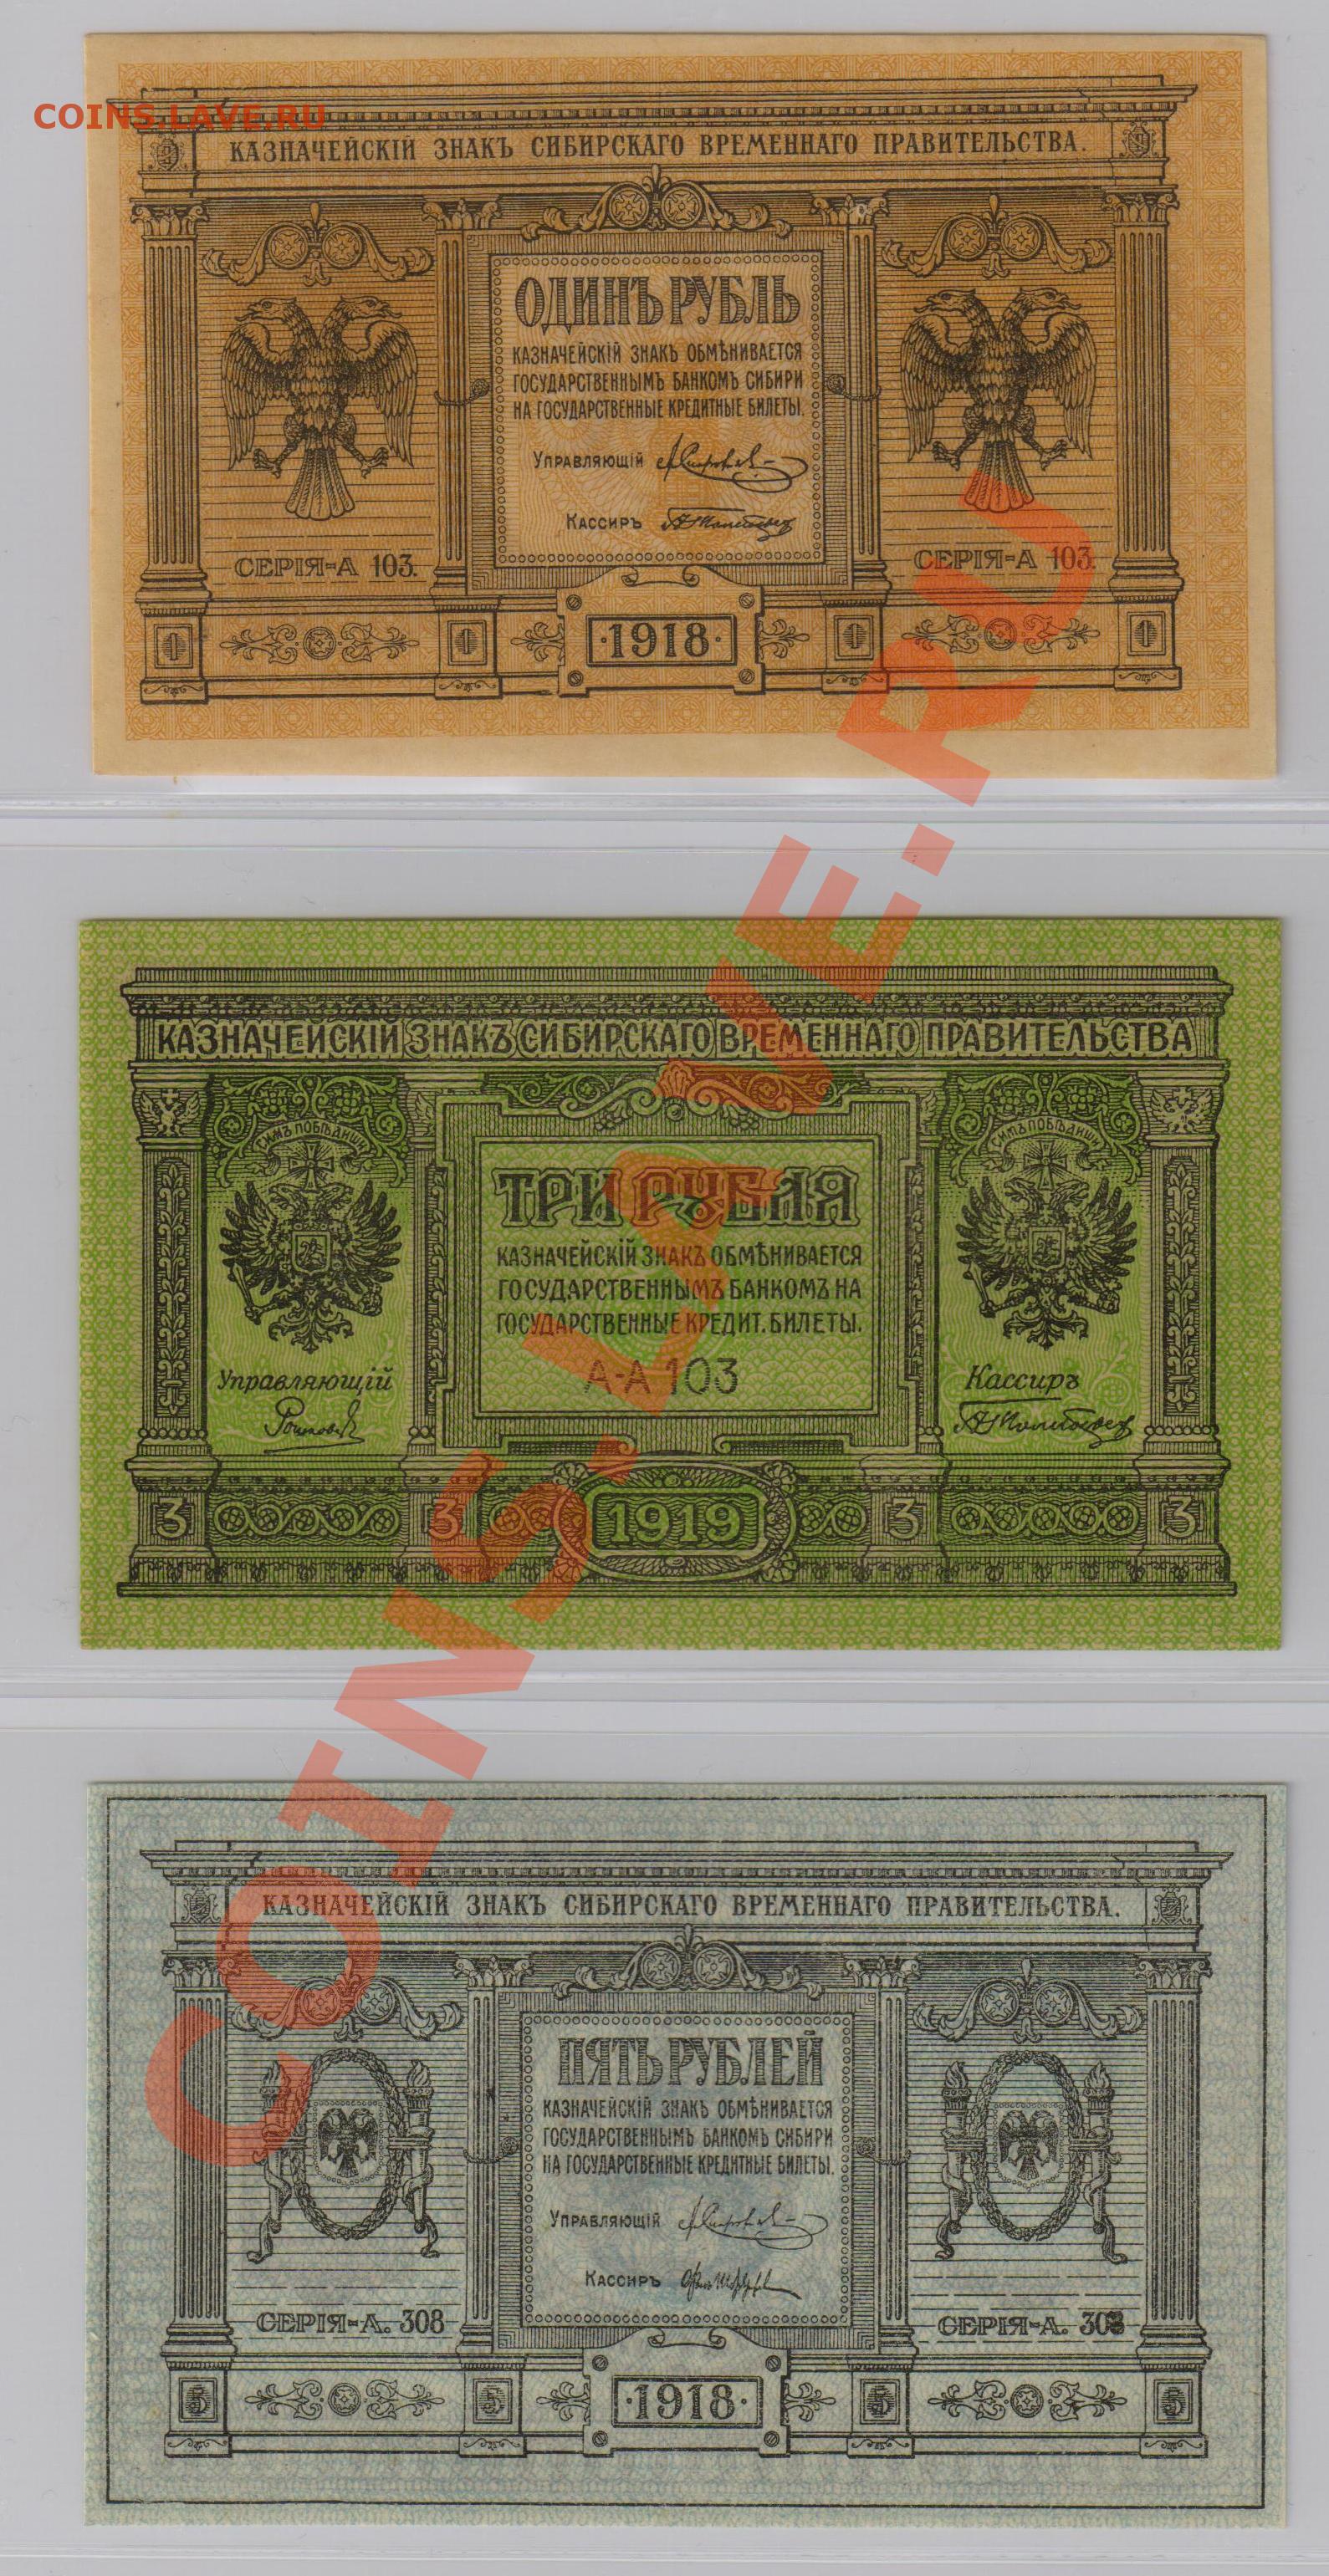 COINS.LAVE.RU
КАЗНАЧЕЙСКIЙ ЗНАКЪ СИБИРСКАГО ВРЕМЕННАГО ПРАВИТЕЛЬСТВА.
ОДИНЪ РУБЛЬ
КАЗНАЧЕЙСКIЙ ЗНАКЪ ОБМѢНИВАЕТСЯ
ГОСУДАРСТВЕННЫМЪ БАНКОМЪ СИБИРИ
НА ГОСУДАРСТВЕННЫЕ КРЕДИТНЫЕ БИЛЕТЫ.
УПРАВЛЯЮЩIЙ
КАССИРЪ
СЕРIЯ-А 103. СЕРIЯ-А 103.
1 1 ·1918· 1 1
КАЗНАЧЕЙСКIЙ ЗНАКЪ СИБИРСКАГО ВРЕМЕННАГО ПРАВИТЕЛЬСТВА
СИМЪ ПОБѢДИШИ СИМЪ ПОБѢДИШИ
ТРИ РУБЛЯ
КАЗНАЧЕЙСКIЙ ЗНАКЪ ОБМѢНИВАЕТСЯ
ГОСУДАРСТВЕННЫМЪ БАНКОМЪ НА
ГОСУДАРСТВЕННЫЕ КРЕДИТ. БИЛЕТЫ.
А-А 103
Управляющiй Кассиръ
3 3 1919 3 3
КАЗНАЧЕЙСКIЙ ЗНАКЪ СИБИРСКАГО ВРЕМЕННАГО ПРАВИТЕЛЬСТВА.
ПЯТЬ РУБЛЕЙ
КАЗНАЧЕЙСКIЙ ЗНАКЪ ОБМѢНИВАЕТСЯ
ГОСУДАРСТВЕННЫМЪ БАНКОМЪ СИБИРИ
НА ГОСУДАРСТВЕННЫЕ КРЕДИТНЫЕ БИЛЕТЫ.
УПРАВЛЯЮЩIЙ
КАССИРЪ
СЕРIЯ-А. 308 СЕРIЯ-А. 308
5 5 ·1918· 5 5
COINS.LAVE.RU